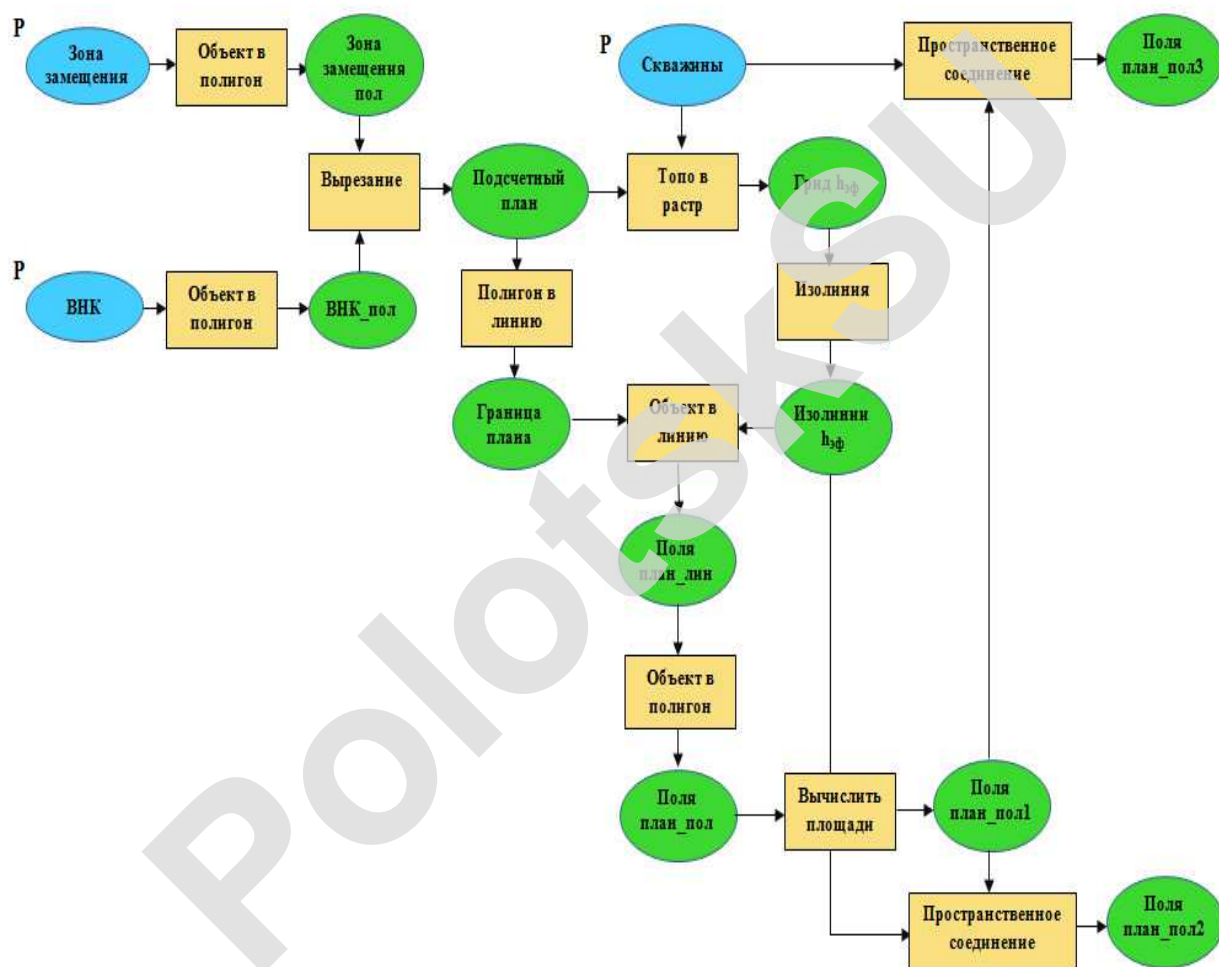 P
Зона
замещения
Объект в
полигон
Зона
замещения
пол
P
Скважины
Пространственное
соединение
Поля
план_пол3
Вырезание
Подсчетный
план
Топо в
растр
Грид hэф
P
ВНК
Объект в
полигон
ВНК_пол
Полигон в
линию
Изолиния
Граница
плана
Объект в
линию
Изолинии
hэф
Поля
план_лин
Объект в
полигон
Поля
план_пол
Вычислить
площади
Поля
план_пол1
Пространственное
соединение
Поля
план_пол2
PolotskSU